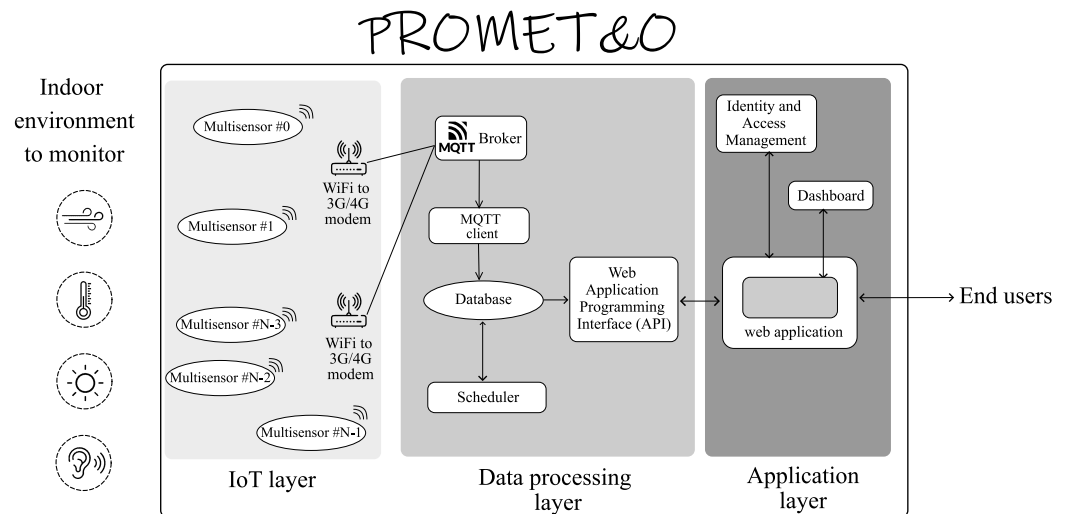 PROMET&O
Indoor
environment
to monitor
Multisensor #0
WiFi to
3G/4G
modem
Multisensor #1
Multisensor #N-3
WiFi to
3G/4G
modem
Multisensor #N-2
Multisensor #N-1
IoT layer
MQTT Broker
MQTT
client
Database
Scheduler
Web
Application
Programming
Interface (API)
Data processing
layer
Identity and
Access
Management
Dashboard
web application
Application
layer
End users